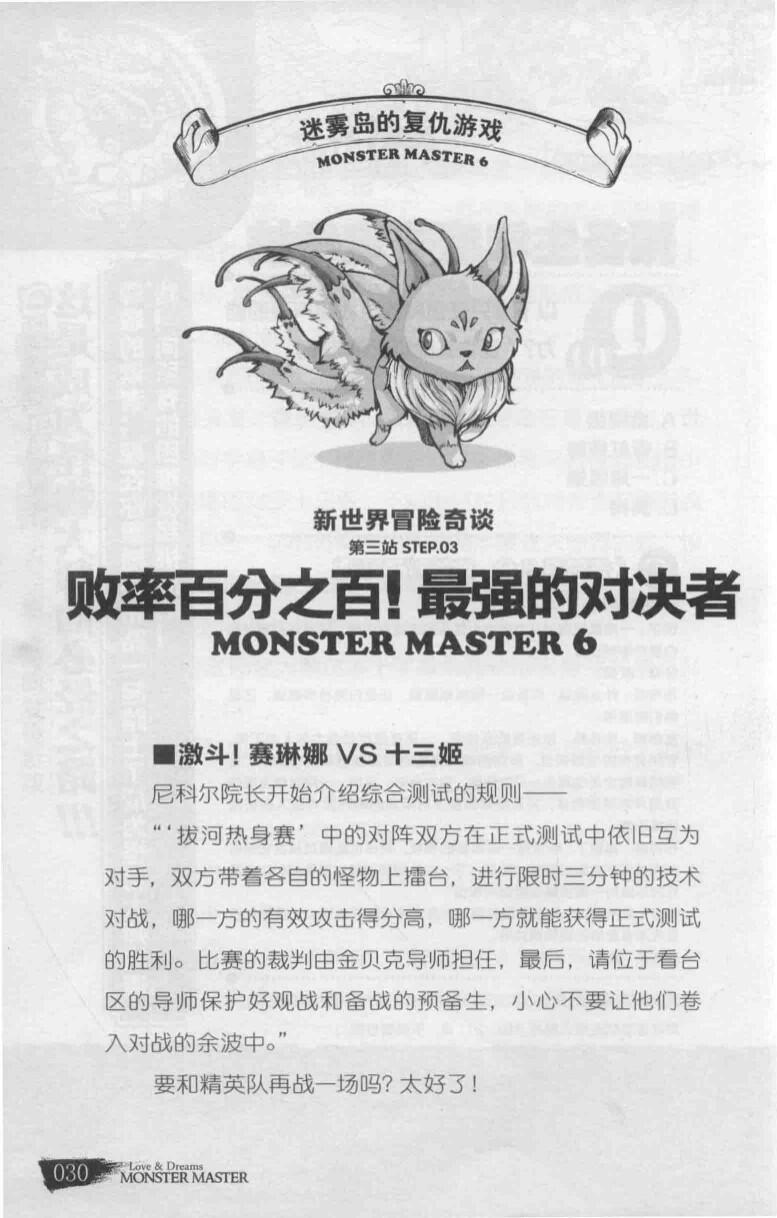 迷雾岛的复仇游戏
MONSTER MASTER 6
新世界冒险奇谈
第三站 STEP.03
败率百分之百！最强的对决者
MONSTER MASTER 6
■激斗！赛琳娜 VS 十三姬
尼科尔院长开始介绍综合测试的规则——
“‘拔河热身赛’中的对阵双方在正式测试中依旧互为
对手，双方带着各自的怪物上擂台，进行限时三分钟的技术
对战，哪一方的有效攻击得分高，哪一方就能获得正式测试
的胜利。比赛的裁判由金贝克导师担任，最后，请位于看台
区的导师保护好观战和备战的预备生，小心不要让他们卷
入对战的余波中。”
要和精英队再战一场吗？太好了！
030
Love & Dreams
MONSTER MASTER